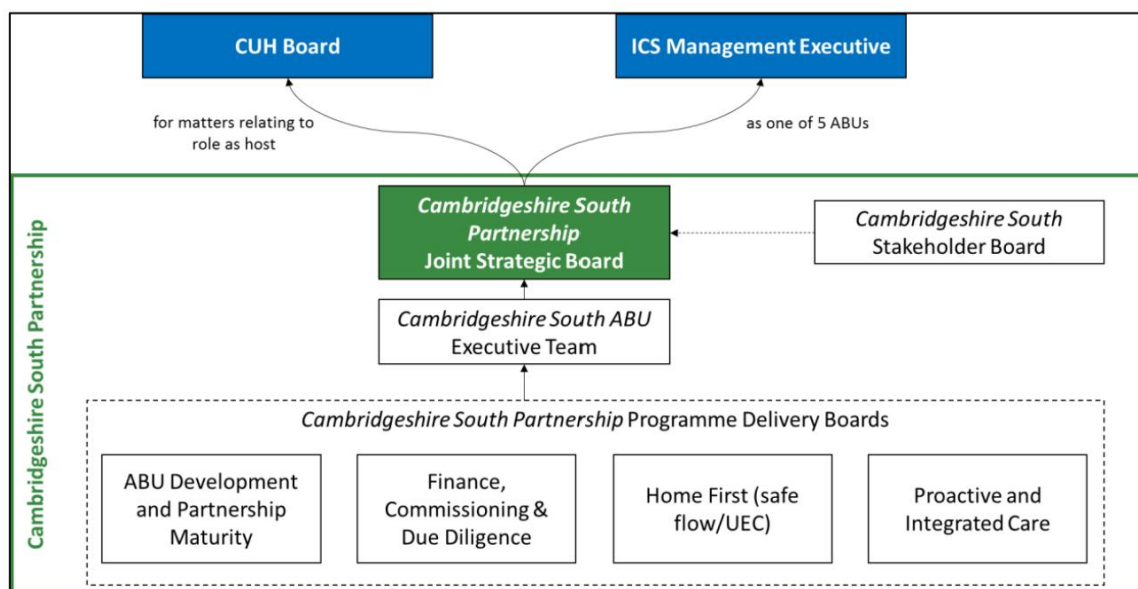 CUH Board
ICS Management Executive
for matters relating to
role as host
as one of 5 ABUs
Cambridgeshire South Partnership
Cambridgeshire South
Partnership
Joint Strategic Board
Cambridgeshire South
Stakeholder Board
Cambridgeshire South ABU
Executive Team
Cambridgeshire South Partnership Programme Delivery Boards
ABU Development
and Partnership
Maturity
Finance,
Commissioning &
Due Diligence
Home First (safe
flow/UEC)
Proactive and
Integrated Care